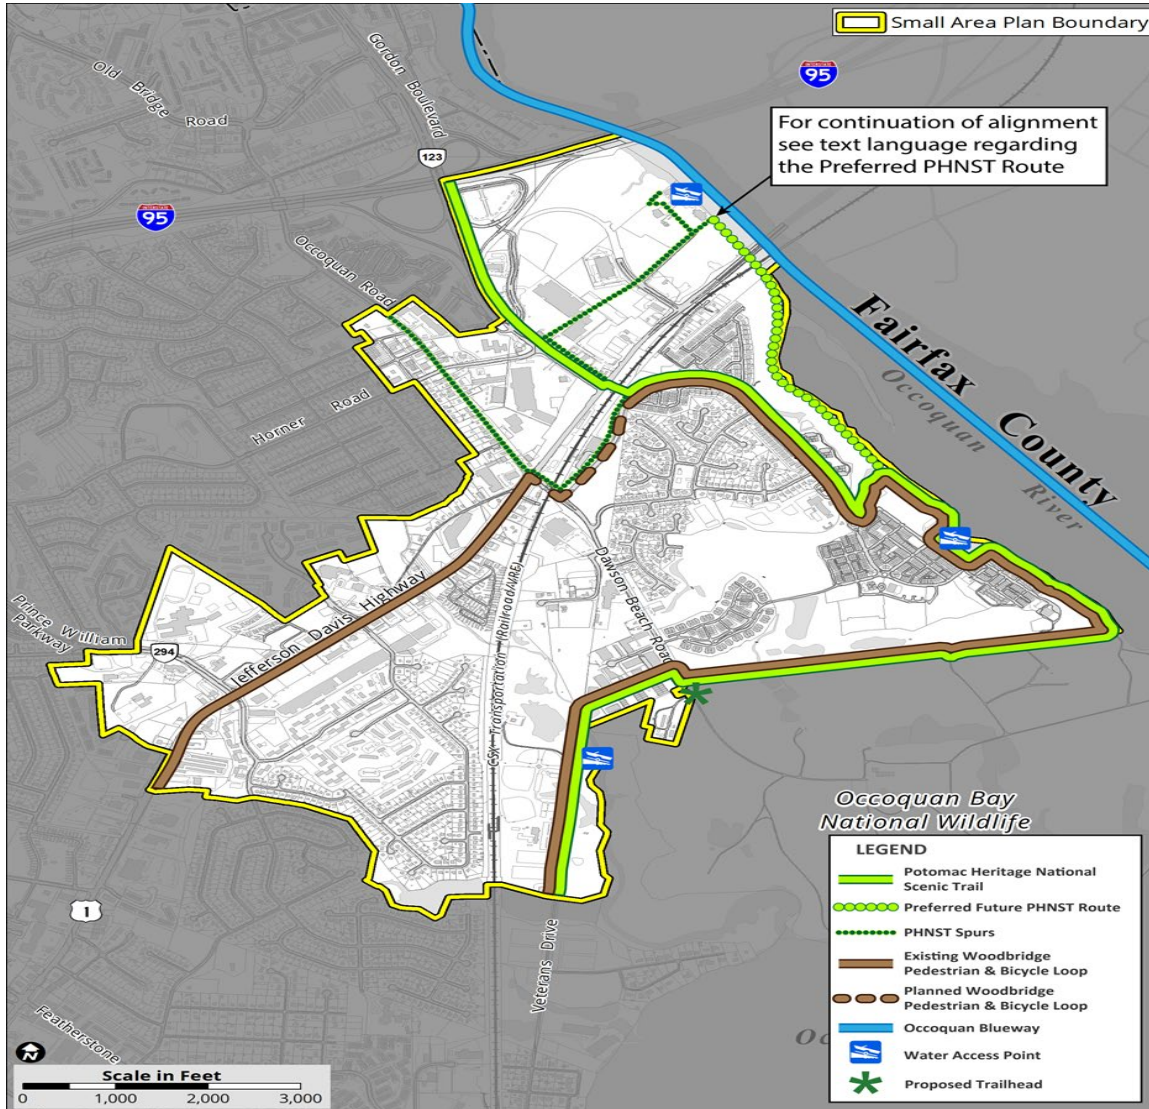 Small Area Plan Boundary
Old Bridge Road
Gordon Boulevard
INTERSTATE
95
123
For continuation of alignment
see text language regarding
the Preferred PHNST Route
INTERSTATE
95
Occoquan Road
Fairfax County
Occoquan River
Horner Road
Dawson Beach Road
Jefferson Davis Highway
Prince William
Parkway
294
CSX Transportation (Railroad/VRE)
Occoquan Bay
National Wildlife
1
Veterans Drive
Featherstone
LEGEND
Potomac Heritage National
Scenic Trail
Preferred Future PHNST Route
PHNST Spurs
Existing Woodbridge
Pedestrian & Bicycle Loop
Planned Woodbridge
Pedestrian & Bicycle Loop
Occoquan Blueway
Water Access Point
Proposed Trailhead
N
Scale in Feet
0 1,000 2,000 3,000